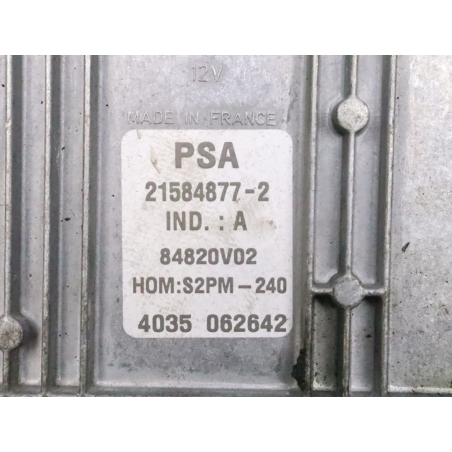 12V
MADE IN FRANCE
PSA
21584877-2
IND. : A
84820V02
HOM:S2PM-240
4035 062642